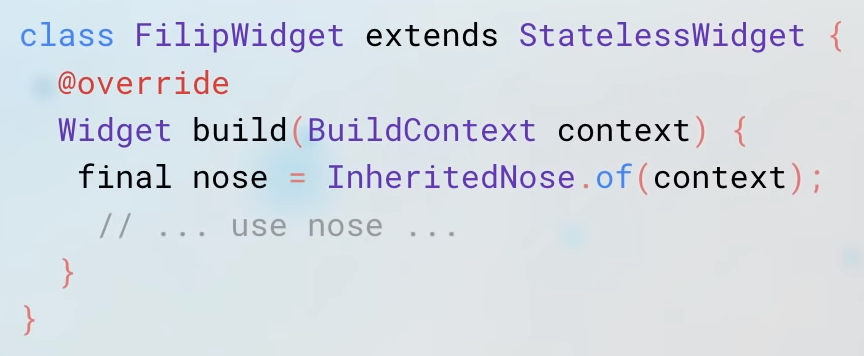 class FilipWidget extends StatelessWidget {
@override
Widget build(BuildContext context) {
final nose = InheritedNose.of(context);
// ... use nose ...
}
}